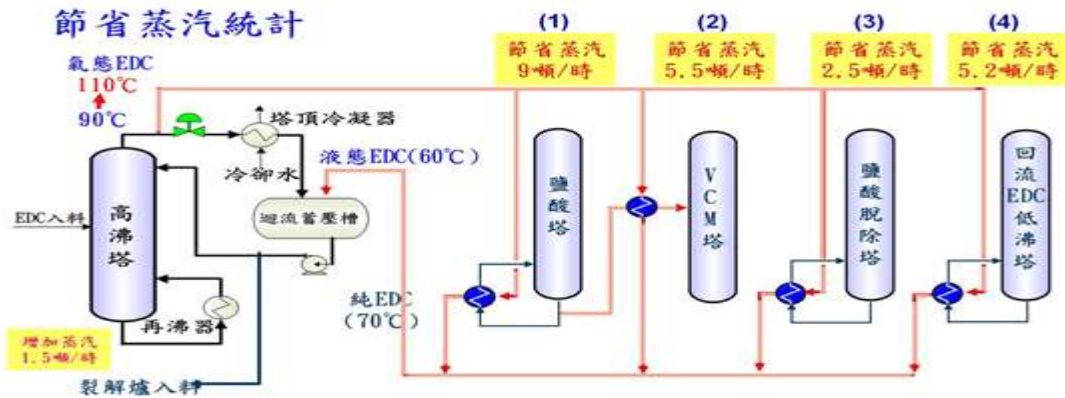 節省蒸汽統計
(1)
(2)
(3)
(4)
節省蒸汽
9噸/時
節省蒸汽
5.5噸/時
節省蒸汽
2.5噸/時
節省蒸汽
5.2噸/時
氣態EDC
110℃
90℃
塔頂冷凝器
液態EDC(60℃)
冷卻水
EDC入料
高沸塔
迴流蓄壓槽
鹽酸塔
VCM塔
鹽酸脫除塔
回流EDC低沸塔
純EDC
(70℃)
再沸器
增加蒸汽
1.5噸/時
裂解爐入料